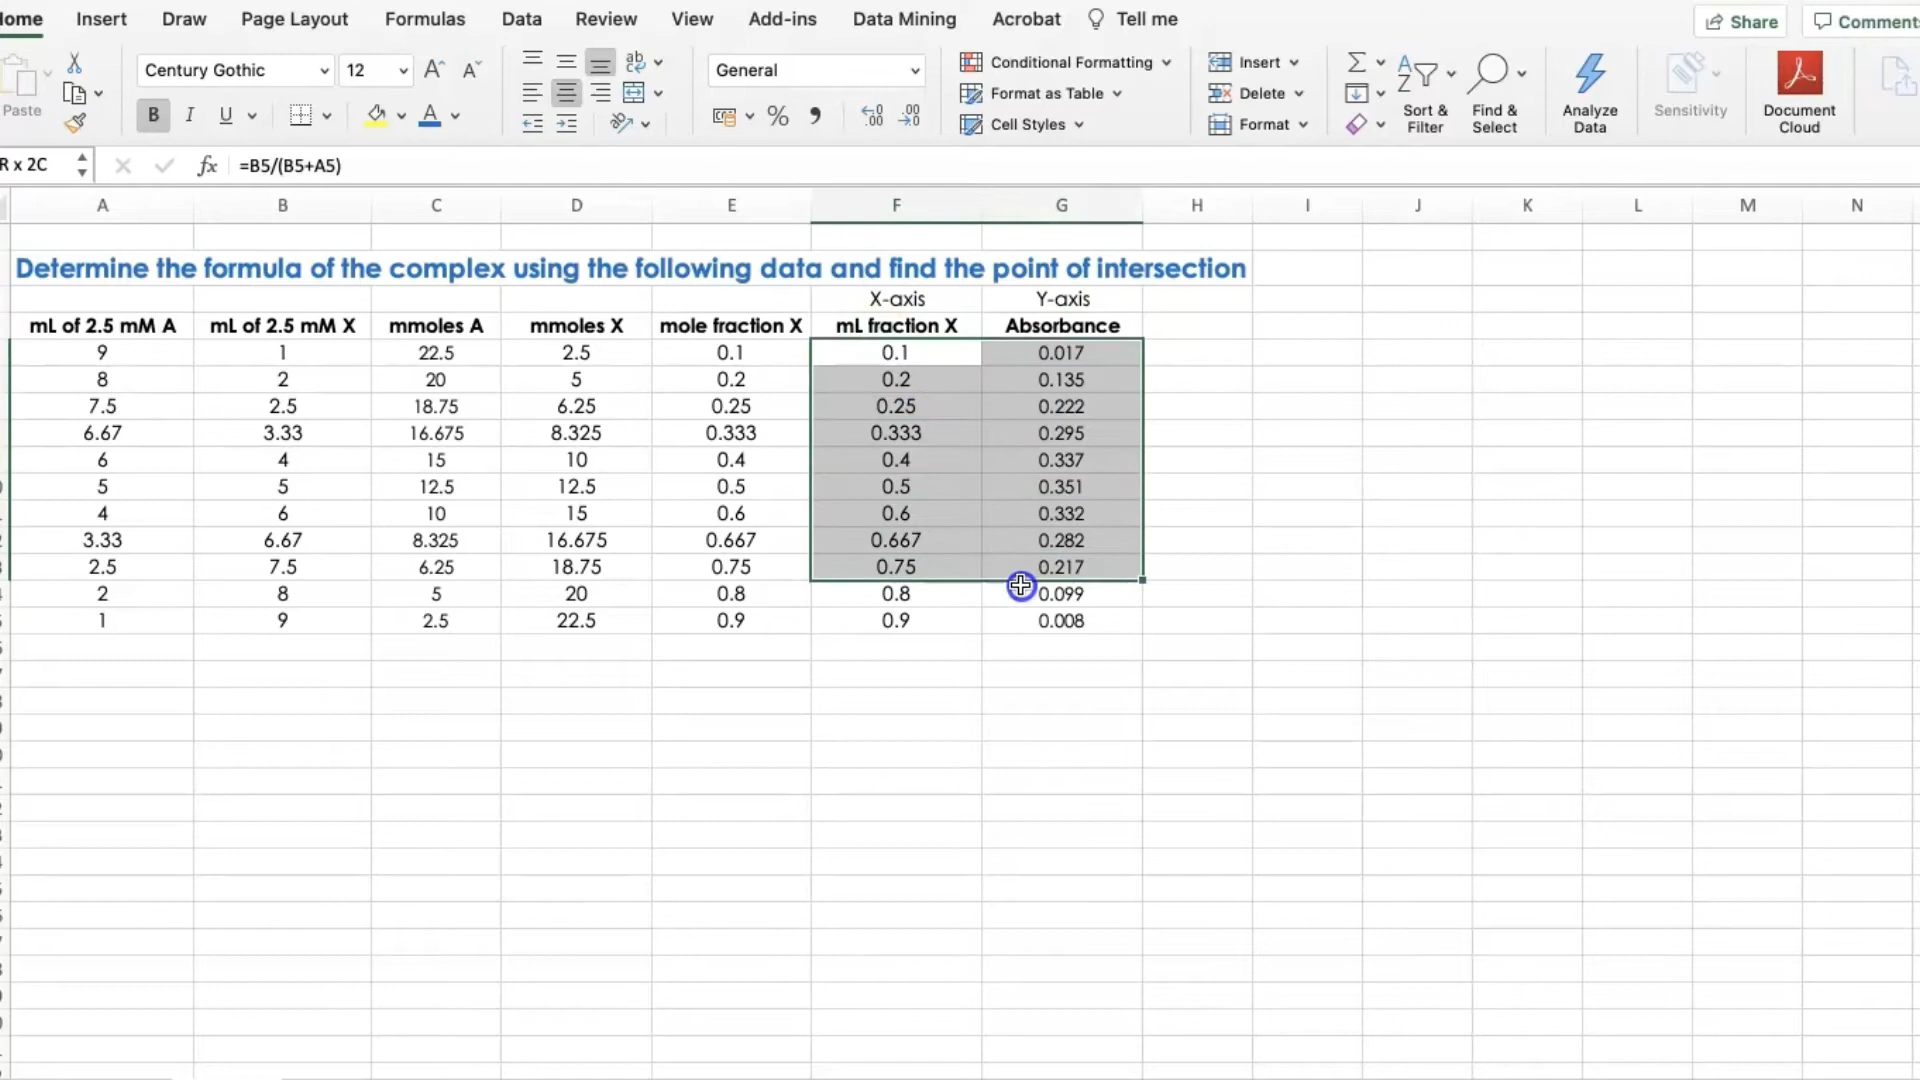 ome Insert Draw Page Layout Formulas Data Review View Add-ins Data Mining Acrobat Tell me Share Comments
Paste Century Gothic 12 A A ab General Conditional Formatting Insert
B I U A % , Format as Table Delete Sort & Filter Find & Select Analyze Data Sensitivity Document Cloud
Cell Styles Format
R x 2C fx =B5/(B5+A5)
A B C D E F G H I J K L M N
Determine the formula of the complex using the following data and find the point of intersection
X-axis Y-axis
mL of 2.5 mM A mL of 2.5 mM X mmoles A mmoles X mole fraction X mL fraction X Absorbance
9 1 22.5 2.5 0.1 0.1 0.017
8 2 20 5 0.2 0.2 0.135
7.5 2.5 18.75 6.25 0.25 0.25 0.222
6.67 3.33 16.675 8.325 0.333 0.333 0.295
6 4 15 10 0.4 0.4 0.337
5 5 12.5 12.5 0.5 0.5 0.351
4 6 10 15 0.6 0.6 0.332
3.33 6.67 8.325 16.675 0.667 0.667 0.282
2.5 7.5 6.25 18.75 0.75 0.75 0.217
2 8 5 20 0.8 0.8 0.099
1 9 2.5 22.5 0.9 0.9 0.008